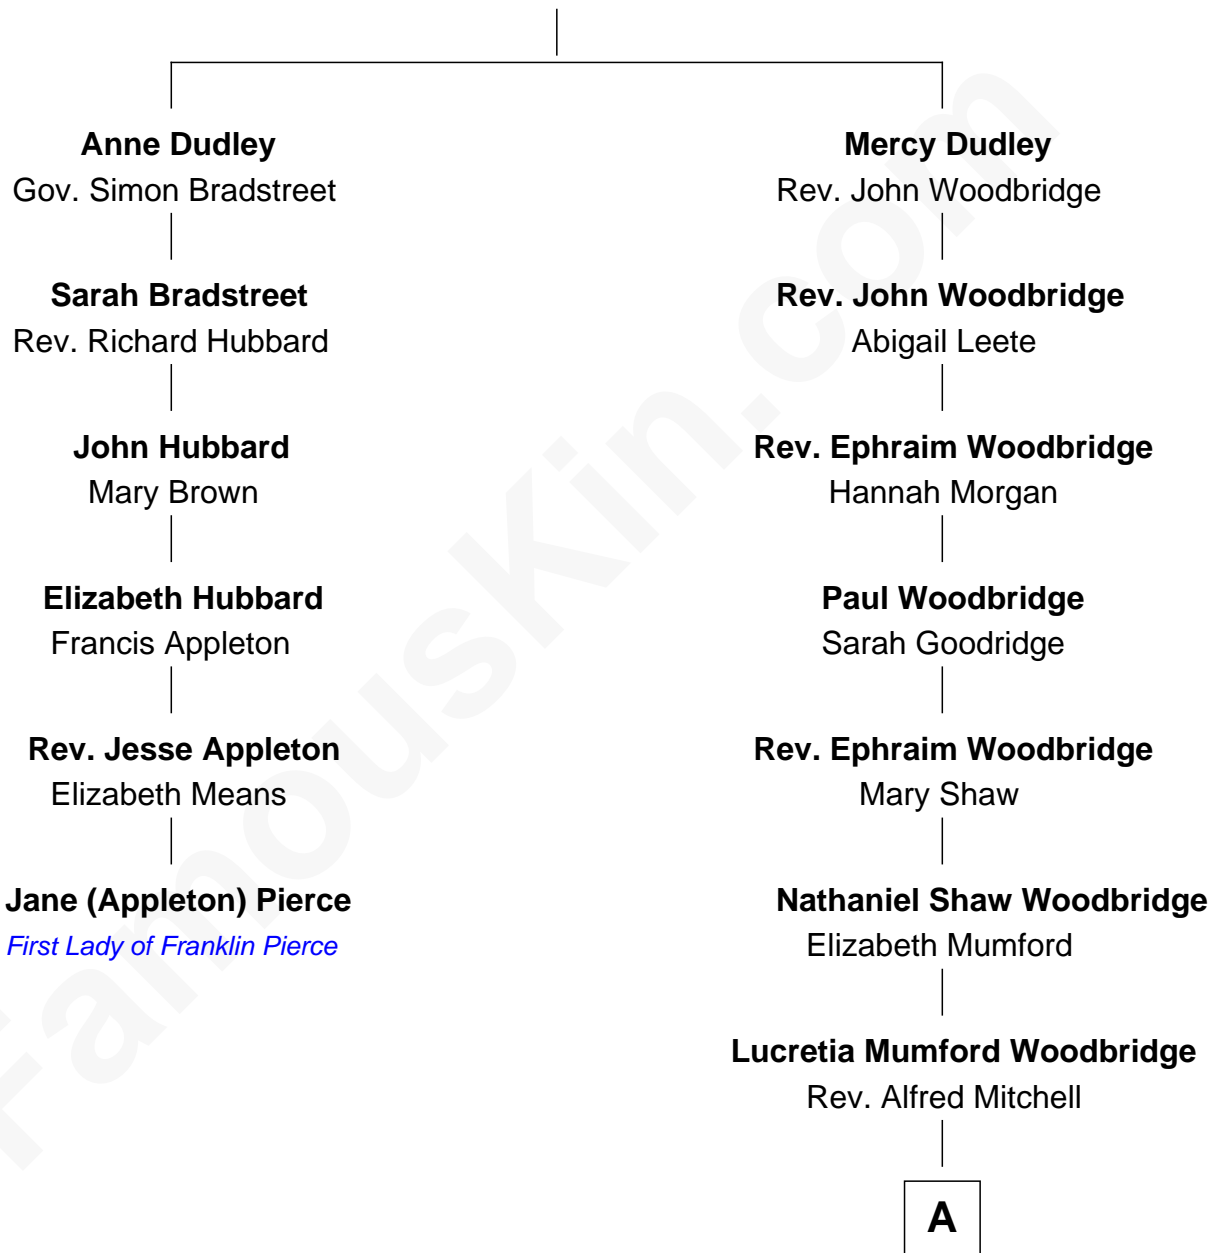 Anne Dudley
Gov. Simon Bradstreet
Sarah Bradstreet
Rev. Richard Hubbard
John Hubbard
Mary Brown
Elizabeth Hubbard
Francis Appleton
Rev. Jesse Appleton
Elizabeth Means
Jane (Appleton) Pierce
First Lady of Franklin Pierce
Mercy Dudley
Rev. John Woodbridge
Rev. John Woodbridge
Abigail Leete
Rev. Ephraim Woodbridge
Hannah Morgan
Paul Woodbridge
Sarah Goodridge
Rev. Ephraim Woodbridge
Mary Shaw
Nathaniel Shaw Woodbridge
Elizabeth Mumford
Lucretia Mumford Woodbridge
Rev. Alfred Mitchell
A
FamousKin.com